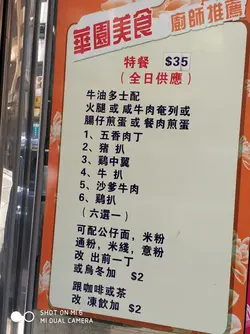 華園美食
廚師推薦
特餐 $35
(全日供應)
牛油多士配
火腿 或 咸牛肉奄列或
腸仔煎蛋 或 餐肉煎蛋
1、五香肉丁
2、豬 扒
3、鷄中翼
4、牛 扒
5、沙爹牛肉
6、鷄扒
(六選一)
可配公仔面,米粉
通粉,米綫,意粉
改 出前一丁
或烏冬加 $2
跟咖啡或茶
改 凍飲加 $2
SHOT ON MI 6
MI DUAL CAMERA